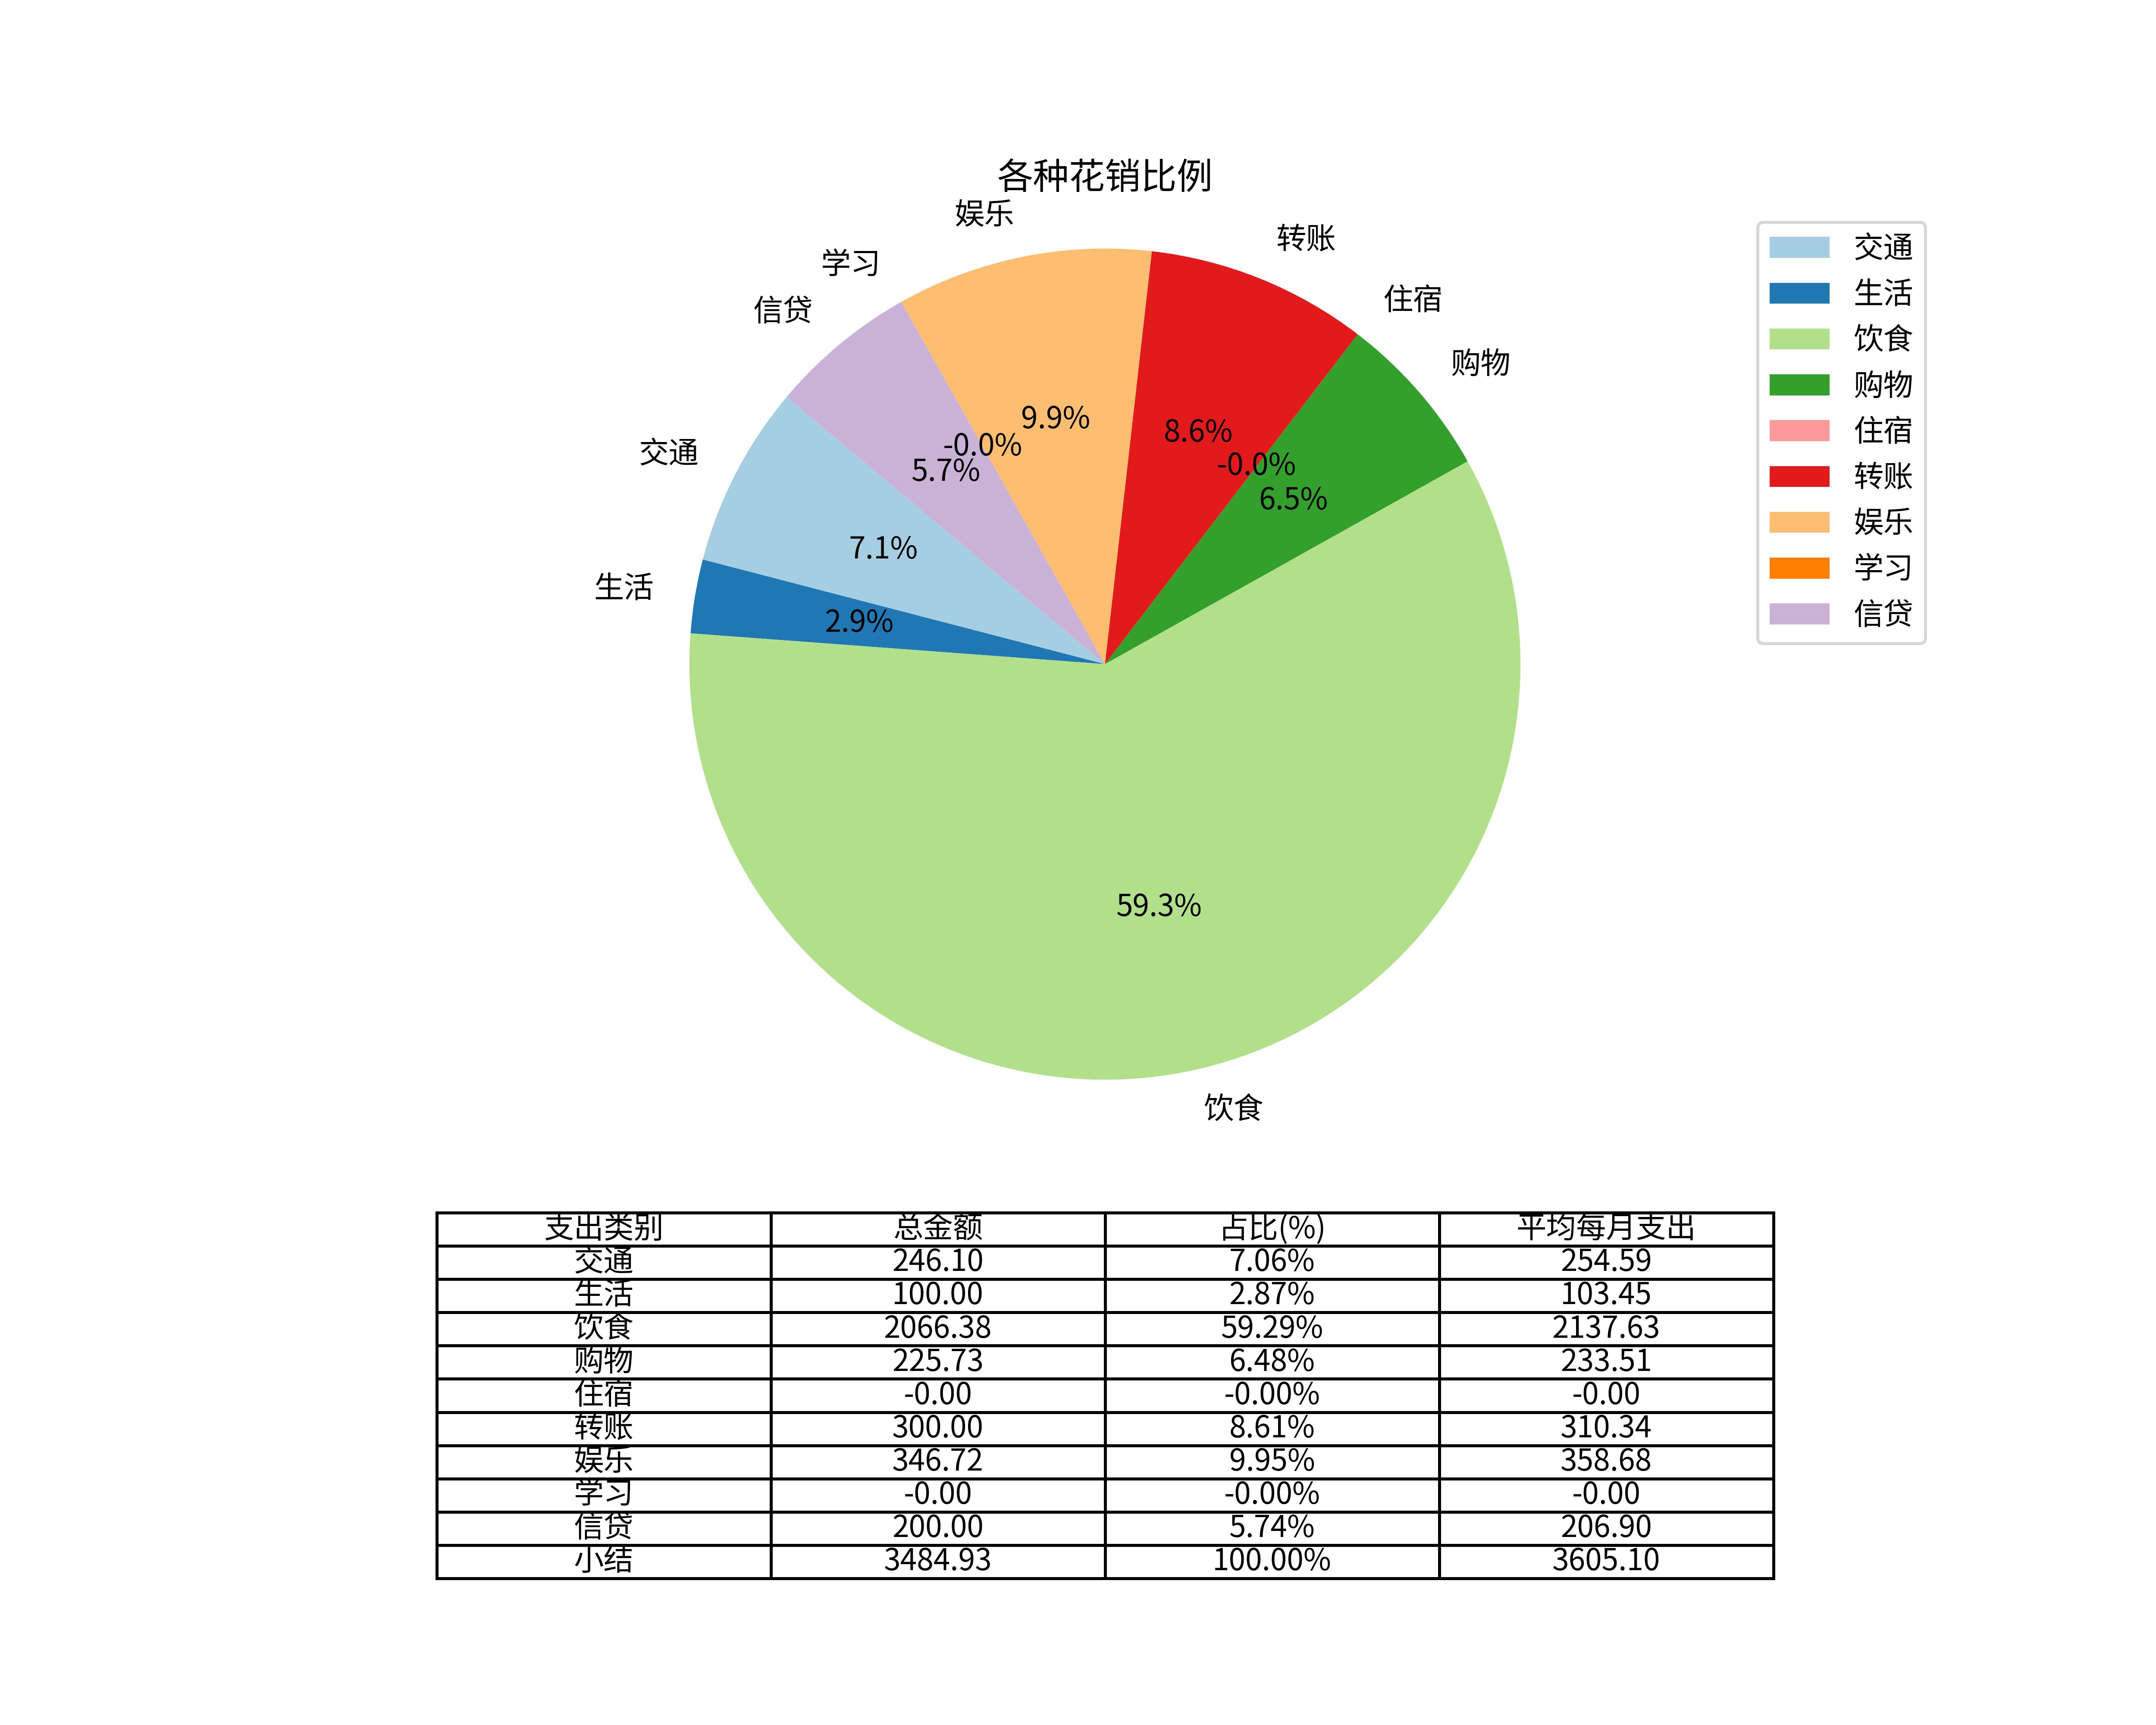 各种花销比例
娱乐
转账
学习
住宿
信贷
购物
交通
生活
饮食
9.9%
8.6%
-0.0%
-0.0%
5.7%
6.5%
7.1%
2.9%
59.3%
交通
生活
饮食
购物
住宿
转账
娱乐
学习
信贷
支出类别 总金额 占比(%) 平均每月支出
交通 246.10 7.06% 254.59
生活 100.00 2.87% 103.45
饮食 2066.38 59.29% 2137.63
购物 225.73 6.48% 233.51
住宿 -0.00 -0.00% -0.00
转账 300.00 8.61% 310.34
娱乐 346.72 9.95% 358.68
学习 -0.00 -0.00% -0.00
信贷 200.00 5.74% 206.90
小结 3484.93 100.00% 3605.10